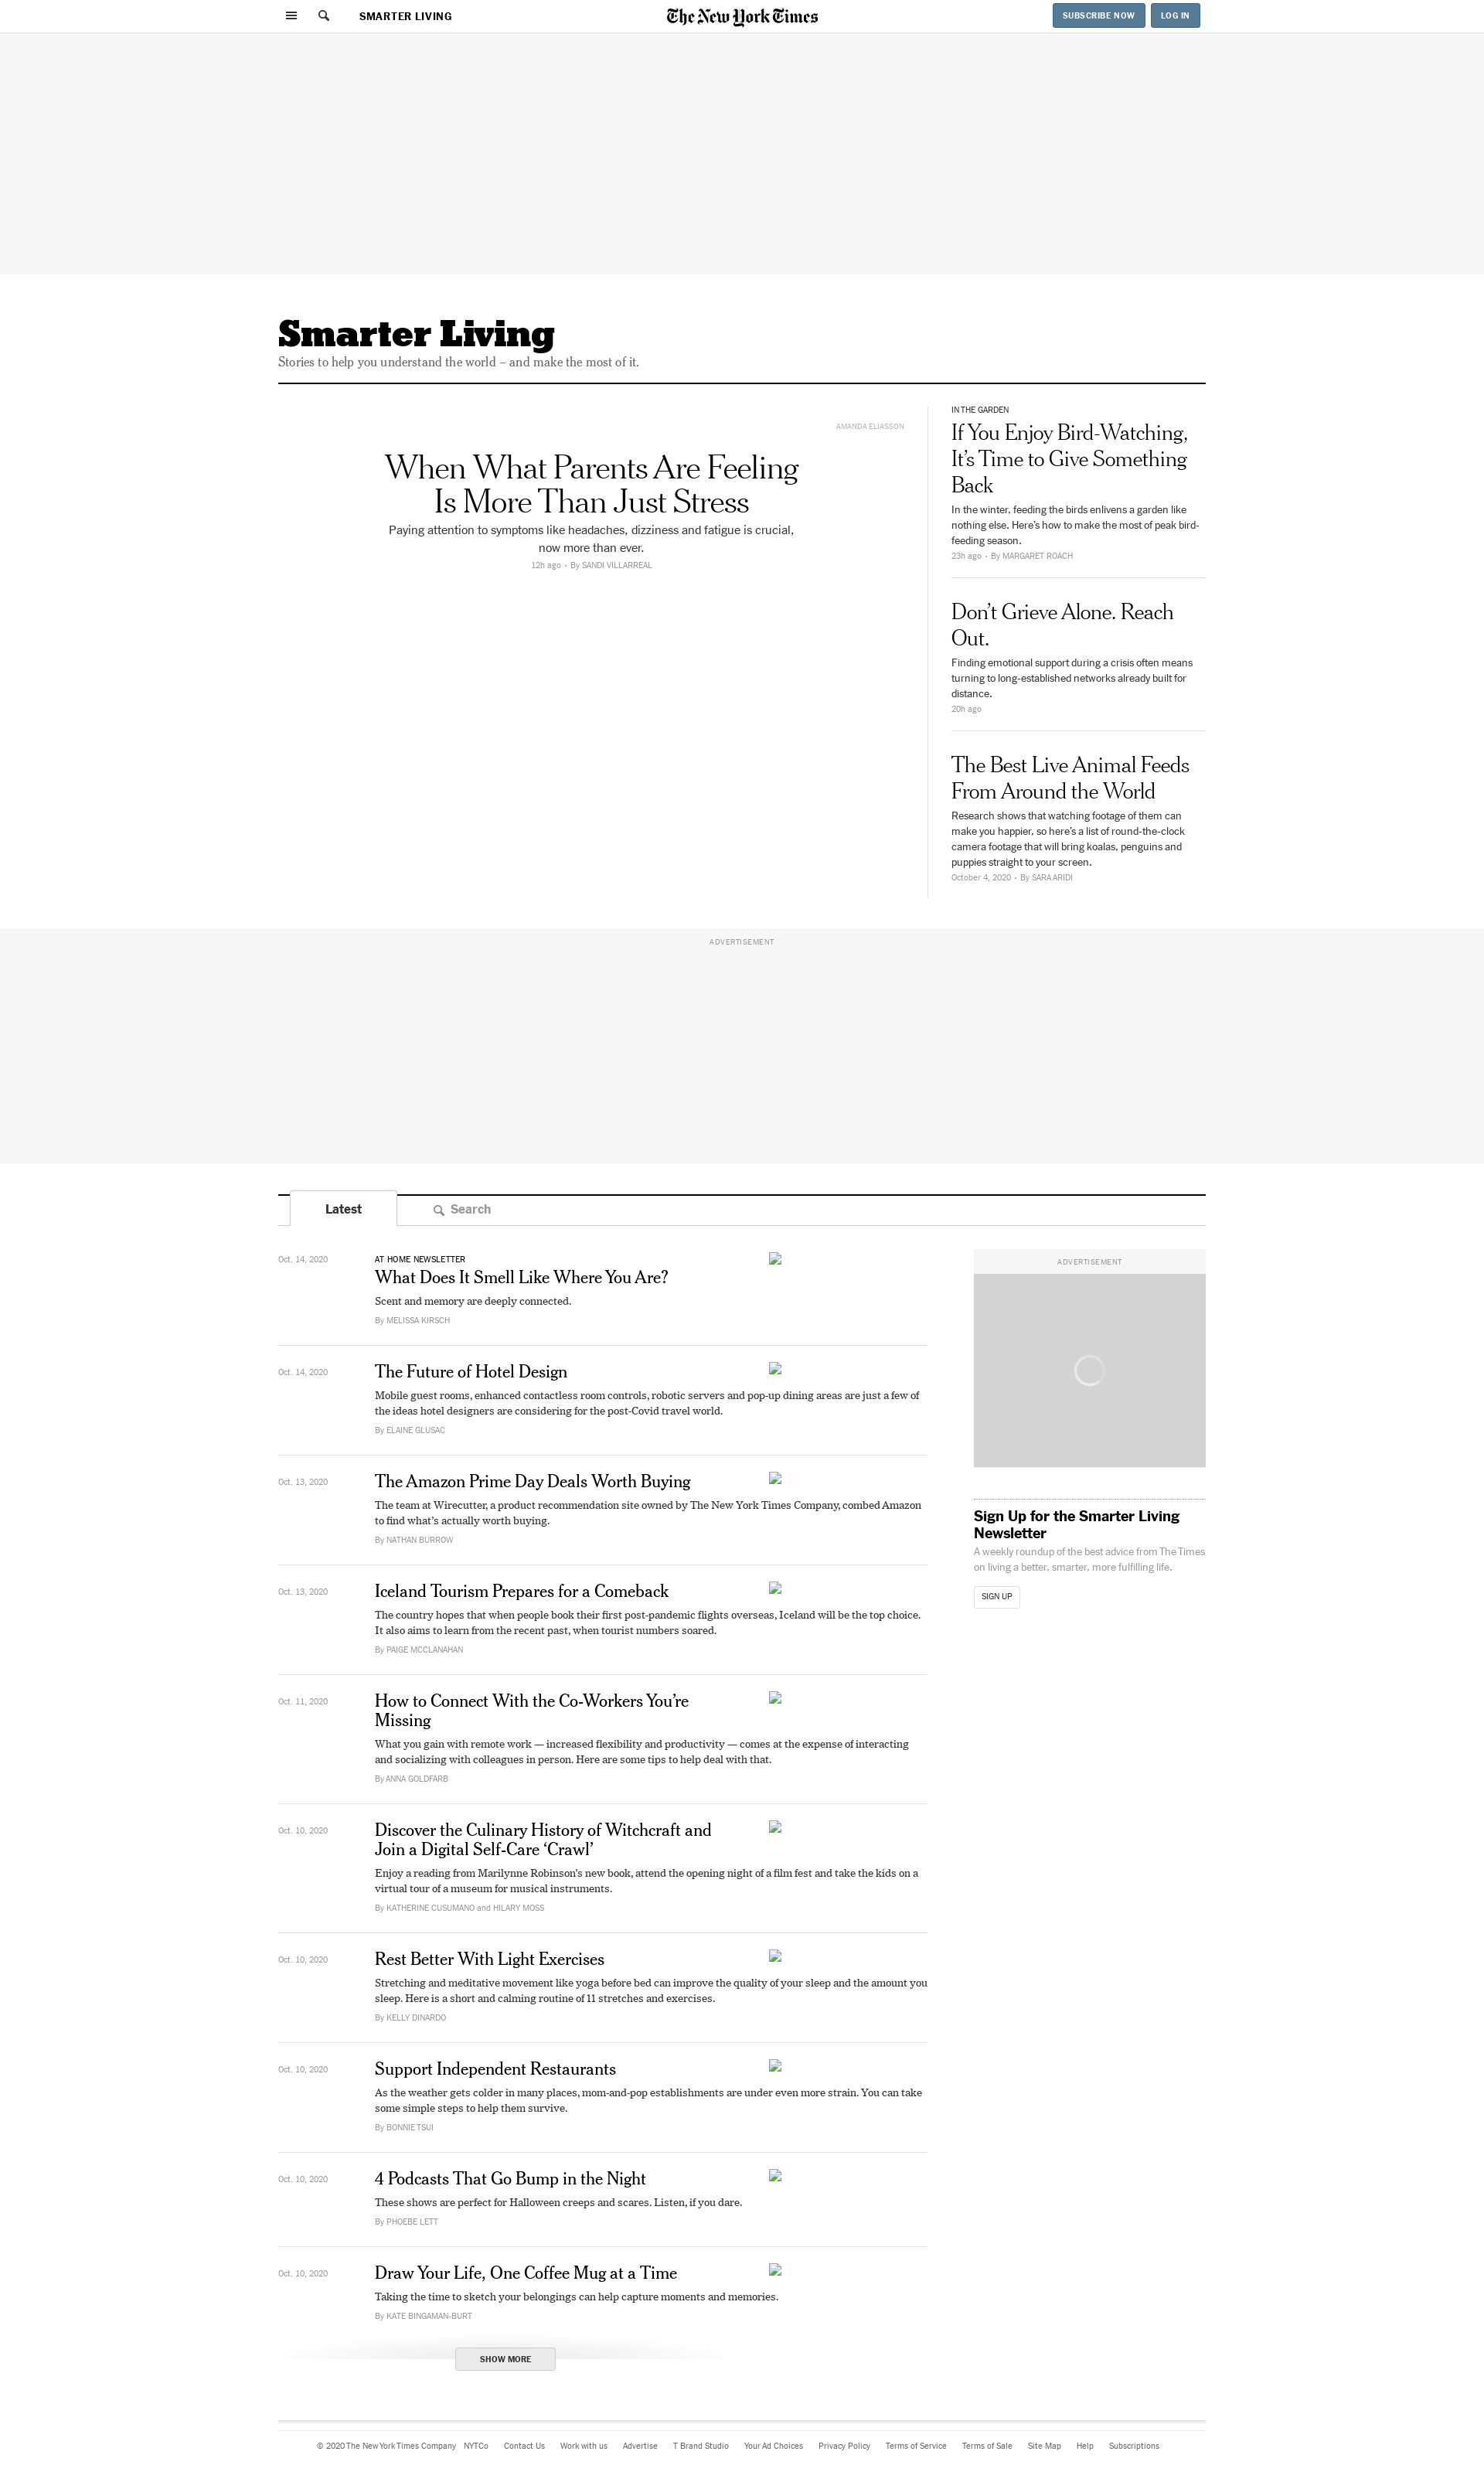 SMARTER LIVING
The New York Times
SUBSCRIBE NOW
LOG IN
Smarter Living
Stories to help you understand the world – and make the most of it.
AMANDA ELIASSON
When What Parents Are Feeling
Is More Than Just Stress
Paying attention to symptoms like headaches, dizziness and fatigue is crucial,
now more than ever.
12h ago • By SANDI VILLARREAL
IN THE GARDEN
If You Enjoy Bird-Watching,
It’s Time to Give Something
Back
In the winter, feeding the birds enlivens a garden like
nothing else. Here’s how to make the most of peak bird-
feeding season.
23h ago • By MARGARET ROACH
Don’t Grieve Alone. Reach
Out.
Finding emotional support during a crisis often means
turning to long-established networks already built for
distance.
20h ago
The Best Live Animal Feeds
From Around the World
Research shows that watching footage of them can
make you happier, so here’s a list of round-the-clock
camera footage that will bring koalas, penguins and
puppies straight to your screen.
October 4, 2020 • By SARA ARIDI
ADVERTISEMENT
Latest
Search
Oct. 14, 2020
AT HOME NEWSLETTER
What Does It Smell Like Where You Are?
Scent and memory are deeply connected.
By MELISSA KIRSCH
Oct. 14, 2020
The Future of Hotel Design
Mobile guest rooms, enhanced contactless room controls, robotic servers and pop-up dining areas are just a few of
the ideas hotel designers are considering for the post-Covid travel world.
By ELAINE GLUSAC
Oct. 13, 2020
The Amazon Prime Day Deals Worth Buying
The team at Wirecutter, a product recommendation site owned by The New York Times Company, combed Amazon
to find what’s actually worth buying.
By NATHAN BURROW
Oct. 13, 2020
Iceland Tourism Prepares for a Comeback
The country hopes that when people book their first post-pandemic flights overseas, Iceland will be the top choice.
It also aims to learn from the recent past, when tourist numbers soared.
By PAIGE MCCLANAHAN
Oct. 11, 2020
How to Connect With the Co-Workers You’re
Missing
What you gain with remote work — increased flexibility and productivity — comes at the expense of interacting
and socializing with colleagues in person. Here are some tips to help deal with that.
By ANNA GOLDFARB
Oct. 10, 2020
Discover the Culinary History of Witchcraft and
Join a Digital Self-Care ‘Crawl’
Enjoy a reading from Marilynne Robinson’s new book, attend the opening night of a film fest and take the kids on a
virtual tour of a museum for musical instruments.
By KATHERINE CUSUMANO and HILARY MOSS
Oct. 10, 2020
Rest Better With Light Exercises
Stretching and meditative movement like yoga before bed can improve the quality of your sleep and the amount you
sleep. Here is a short and calming routine of 11 stretches and exercises.
By KELLY DINARDO
Oct. 10, 2020
Support Independent Restaurants
As the weather gets colder in many places, mom-and-pop establishments are under even more strain. You can take
some simple steps to help them survive.
By BONNIE TSUI
Oct. 10, 2020
4 Podcasts That Go Bump in the Night
These shows are perfect for Halloween creeps and scares. Listen, if you dare.
By PHOEBE LETT
Oct. 10, 2020
Draw Your Life, One Coffee Mug at a Time
Taking the time to sketch your belongings can help capture moments and memories.
By KATE BINGAMAN-BURT
SHOW MORE
ADVERTISEMENT
Sign Up for the Smarter Living
Newsletter
A weekly roundup of the best advice from The Times
on living a better, smarter, more fulfilling life.
SIGN UP
© 2020 The New York Times Company NYTCo Contact Us Work with us Advertise T Brand Studio Your Ad Choices Privacy Policy Terms of Service Terms of Sale Site Map Help Subscriptions